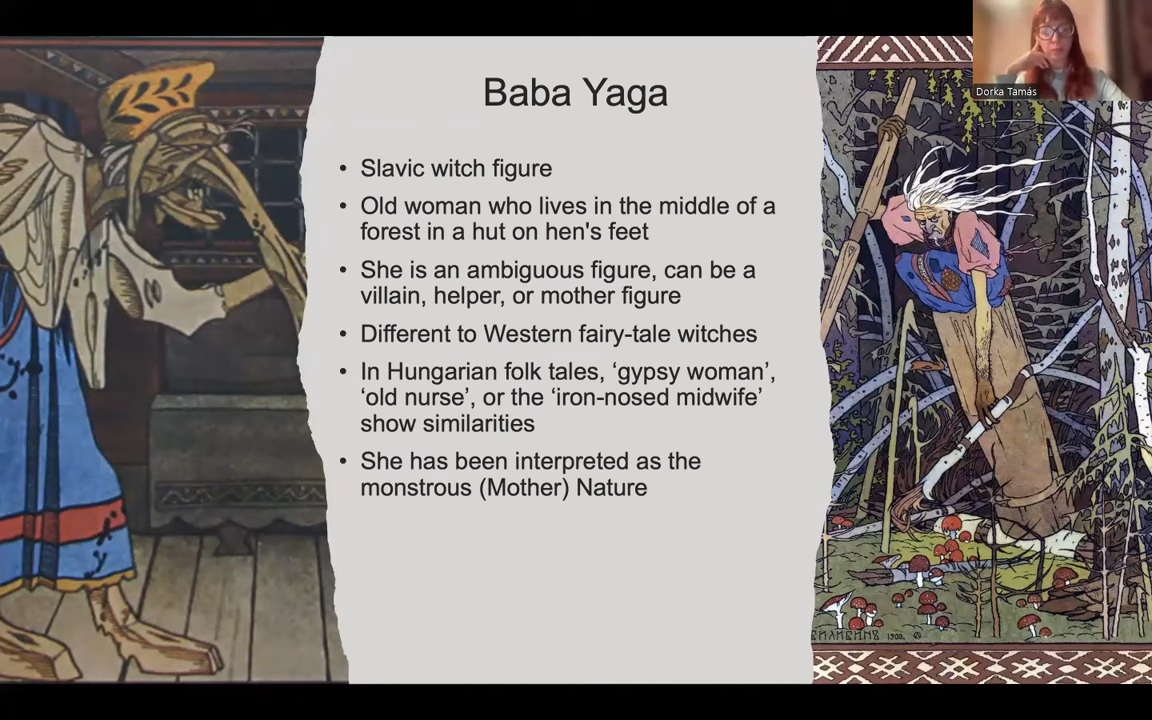 Baba Yaga
Dorka Tamás
• Slavic witch figure
• Old woman who lives in the middle of a
forest in a hut on hen's feet
• She is an ambiguous figure, can be a
villain, helper, or mother figure
• Different to Western fairy-tale witches
• In Hungarian folk tales, ‘gypsy woman’,
‘old nurse’, or the ‘iron-nosed midwife’
show similarities
• She has been interpreted as the
monstrous (Mother) Nature
БИЛИБИНЪ 1900.